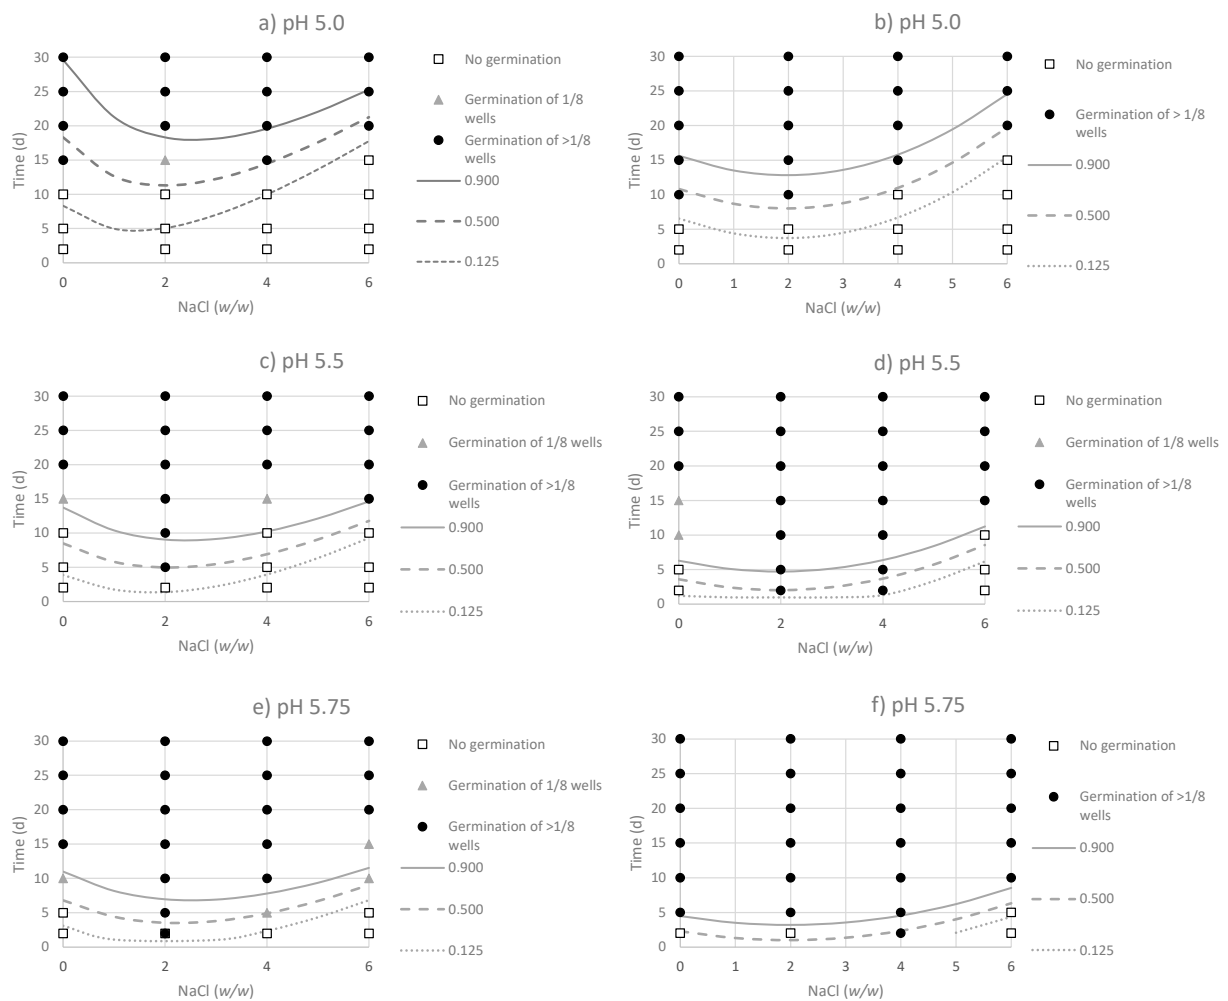 a) pH 5.0
30
25
20
15
10
5
0
Time (d)
0
2
4
6
NaCl (w/w)
No germination
Germination of 1/8
wells
Germination of >1/8
wells
0.900
0.500
0.125
b) pH 5.0
30
25
20
15
10
5
0
Time (d)
0
1
2
3
4
5
6
NaCl (w/w)
No germination
Germination of > 1/8
wells
0.900
0.500
0.125
c) pH 5.5
30
25
20
15
10
5
0
Time (d)
0
2
4
6
NaCl (w/w)
No germination
Germination of 1/8 wells
Germination of >1/8
wells
0.900
0.500
0.125
d) pH 5.5
30
25
20
15
10
5
0
Time (d)
0
2
4
6
NaCl (w/w)
No germination
Germination of 1/8 wells
Germination of >1/8
wells
0.900
0.500
0.125
e) pH 5.75
30
25
20
15
10
5
0
Time (d)
0
2
4
6
NaCl (w/w)
No germination
Germination of 1/8 wells
Germination of >1/8
wells
0.900
0.500
0.125
f) pH 5.75
30
25
20
15
10
5
0
Time (d)
0
1
2
3
4
5
6
NaCl (w/w)
No germination
Germination of >1/8
wells
0.900
0.500
0.125